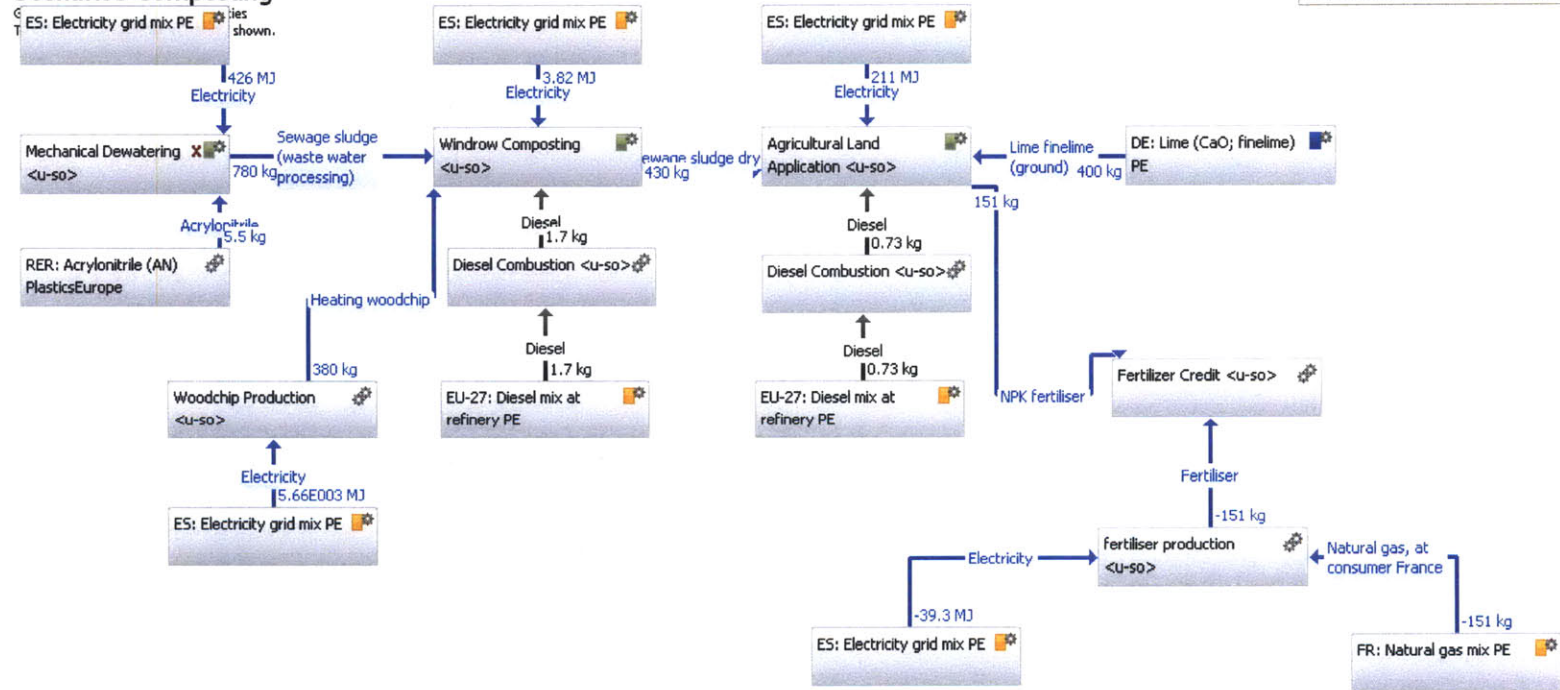 ties
shown.
ES: Electricity grid mix PE
426 MJ
Electricity
Mechanical Dewatering X
<u-so>
780 kg
Sewage sludge
(waste water
processing)
Acrylonitrile
5.5 kg
RER: Acrylonitrile (AN)
PlasticsEurope
Heating woodchip
380 kg
Woodchip Production
<u-so>
Electricity
5.66E003 MJ
ES: Electricity grid mix PE
ES: Electricity grid mix PE
3.82 MJ
Electricity
Windrow Composting
<u-so>
ewage sludge dry
430 kg
Diesel
1.7 kg
Diesel Combustion <u-so>
Diesel
1.7 kg
EU-27: Diesel mix at
refinery PE
ES: Electricity grid mix PE
211 MJ
Electricity
Agricultural Land
Application <u-so>
Lime finelime
(ground) 400 kg
DE: Lime (CaO; finelime)
PE
151 kg
Diesel
0.73 kg
Diesel Combustion <u-so>
Diesel
0.73 kg
EU-27: Diesel mix at
refinery PE
NPK fertiliser
Fertilizer Credit <u-so>
Fertiliser
-151 kg
fertiliser production
<u-so>
Electricity
-39.3 MJ
ES: Electricity grid mix PE
Natural gas, at
consumer France
-151 kg
FR: Natural gas mix PE